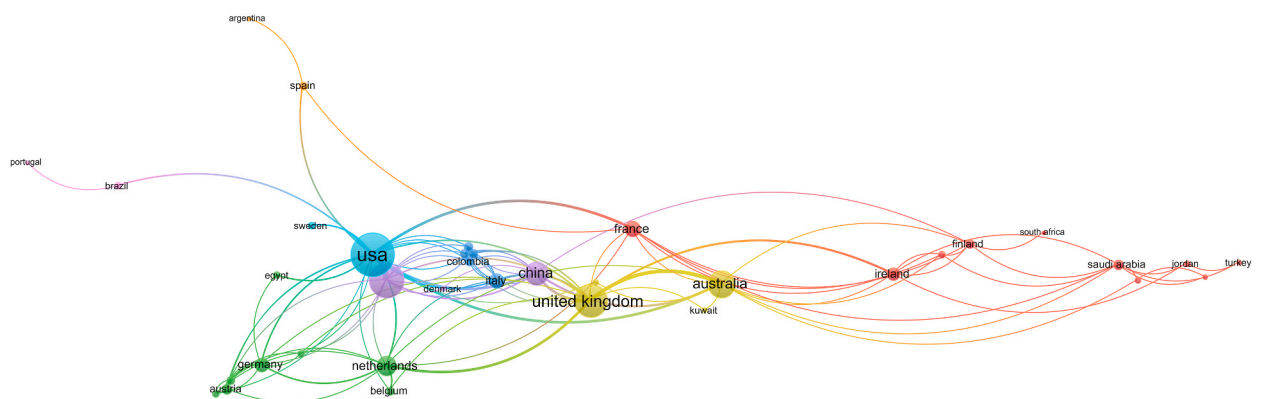 argentina
spain
portugal
brazil
sweden
usa
france
colombia
egypt
china
italy
denmark
united kingdom
australia
kuwait
south africa
finland
ireland
saudi arabia
jordan
turkey
germany
netherlands
austria
belgium